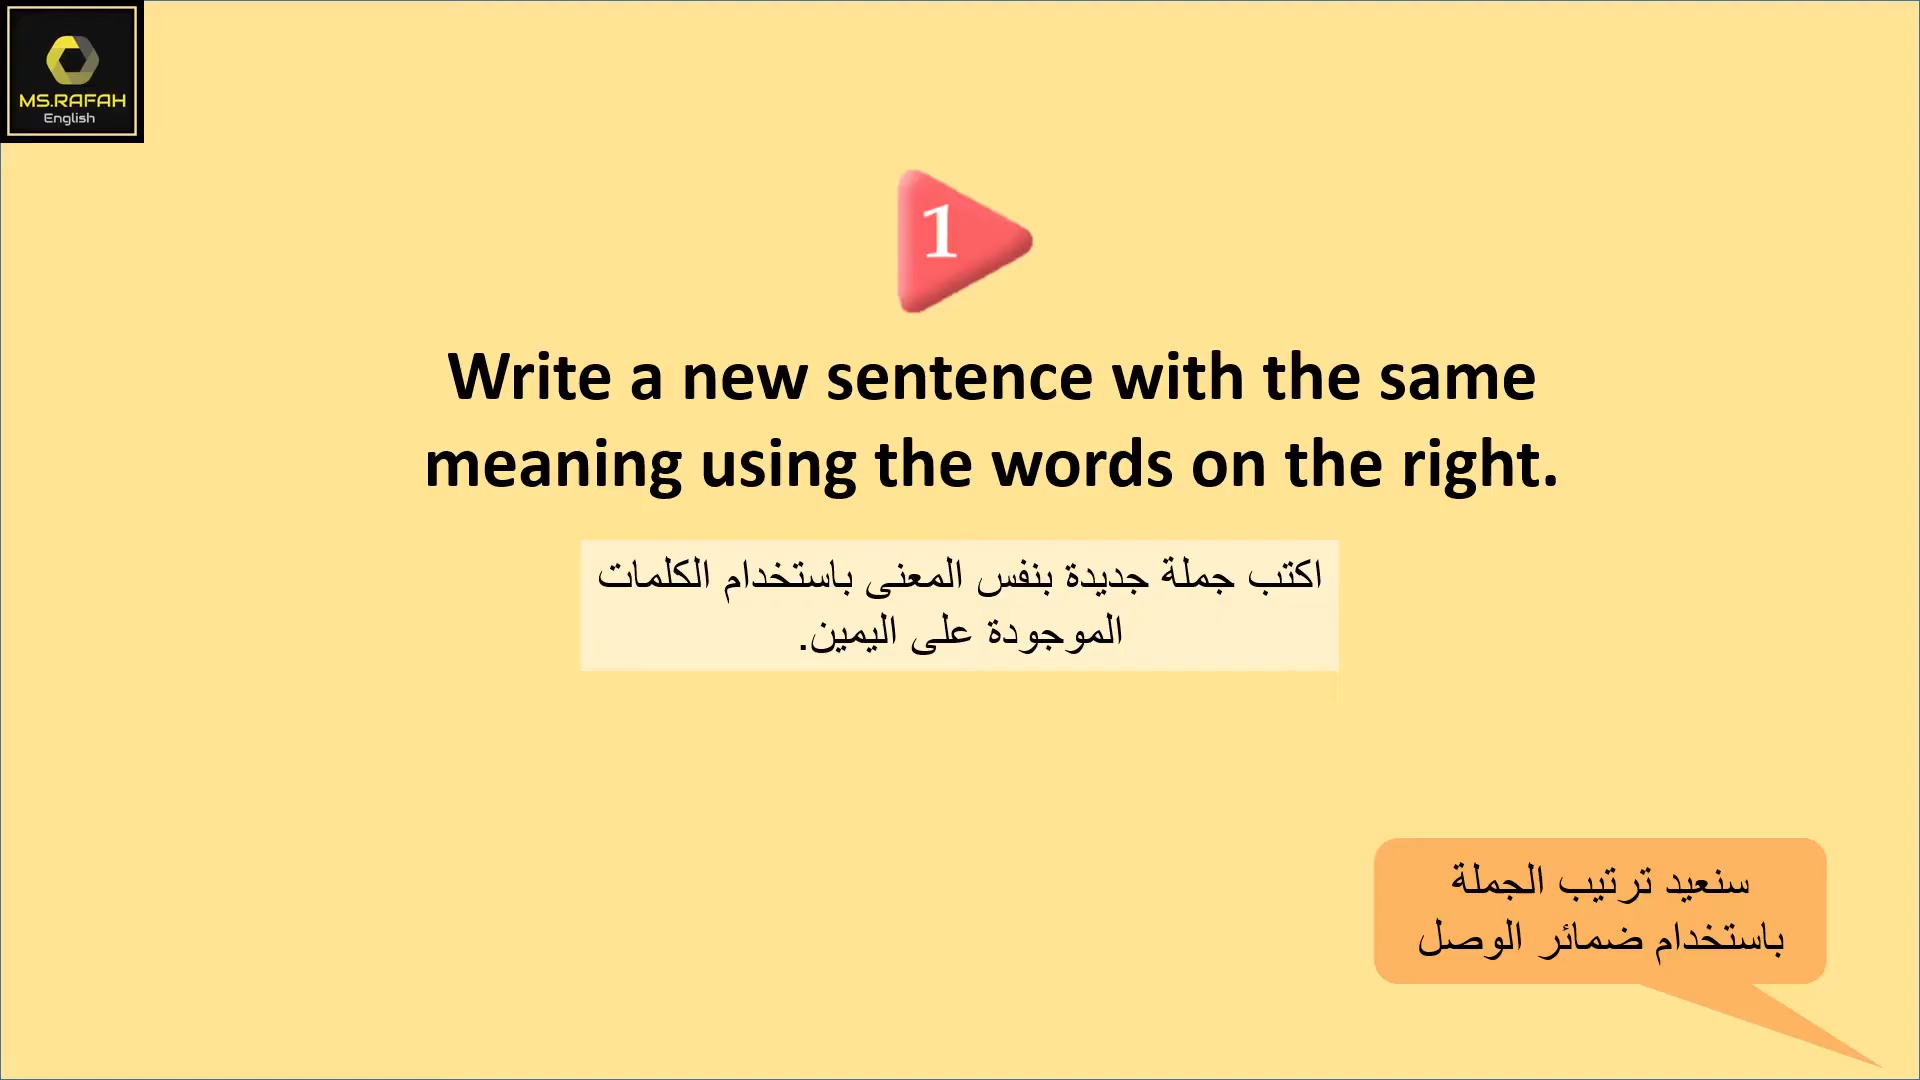 MS.RAFAH
English
1
Write a new sentence with the same
meaning using the words on the right.
اكتب جملة جديدة بنفس المعنى باستخدام الكلمات
الموجودة على اليمين.
سنعيد ترتيب الجملة
باستخدام ضمائر الوصل